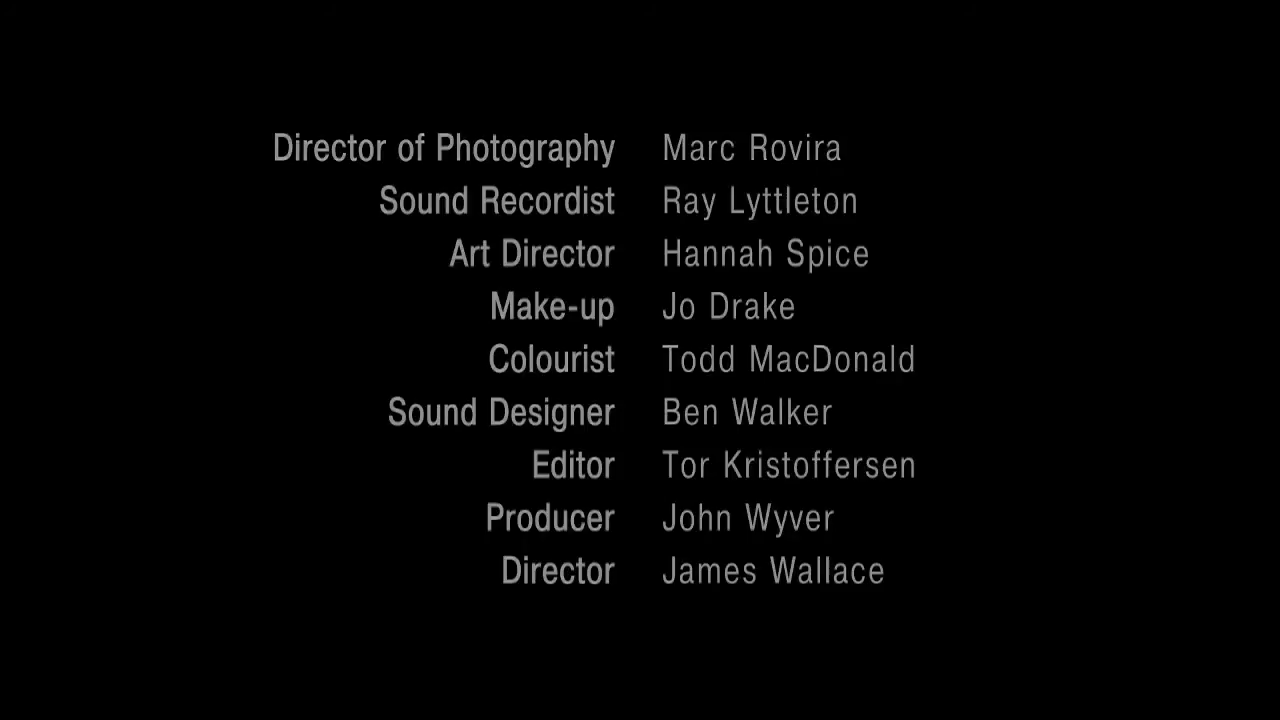 Director of Photography Marc Rovira
Sound Recordist Ray Lyttleton
Art Director Hannah Spice
Make-up Jo Drake
Colourist Todd MacDonald
Sound Designer Ben Walker
Editor Tor Kristoffersen
Producer John Wyver
Director James Wallace